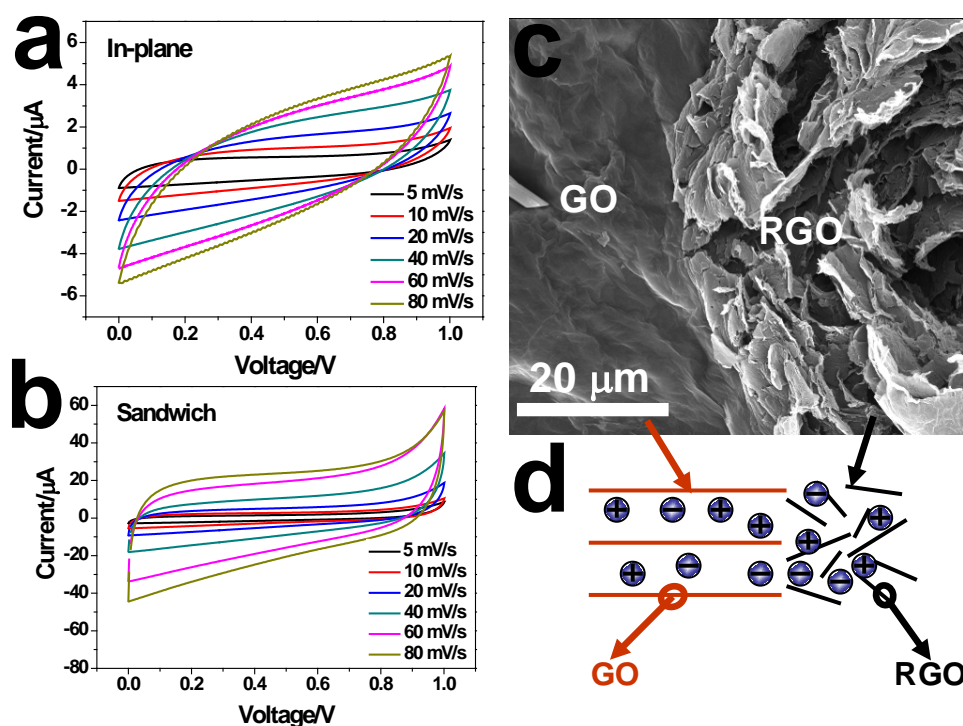 a
In-plane
Current/μA
6
4
2
0
-2
-4
-6
5 mV/s
10 mV/s
20 mV/s
40 mV/s
60 mV/s
80 mV/s
0.0 0.2 0.4 0.6 0.8 1.0
Voltage/V
b
Sandwich
Current/μA
60
40
20
0
-20
-40
-60
-80
5 mV/s
10 mV/s
20 mV/s
40 mV/s
60 mV/s
80 mV/s
0.0 0.2 0.4 0.6 0.8 1.0
Voltage/V
c
GO
RGO
20 μm
d
+ - + + - + +
+ - - - - - +
GO
RGO